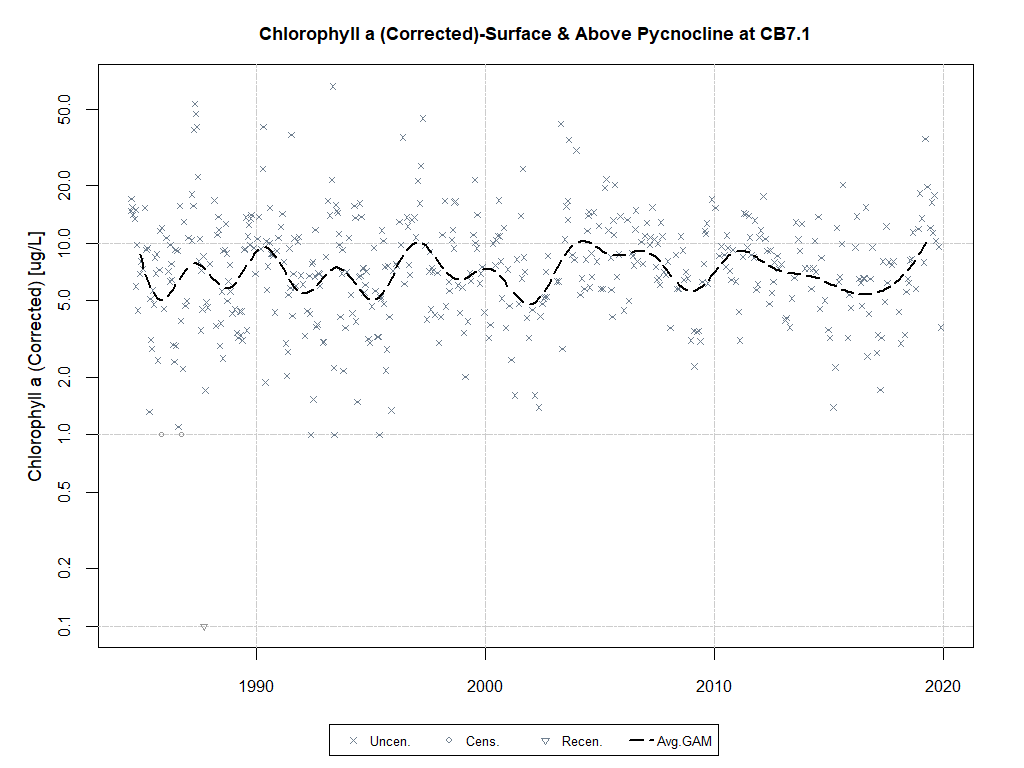 Chlorophyll a (Corrected)-Surface & Above Pycnocline at CB7.1
Chlorophyll a (Corrected) [ug/L]
50.0
20.0
10.0
5.0
2.0
1.0
0.5
0.2
0.1
1990 2000 2010 2020
Uncen. Cens. Recen. Avg.GAM